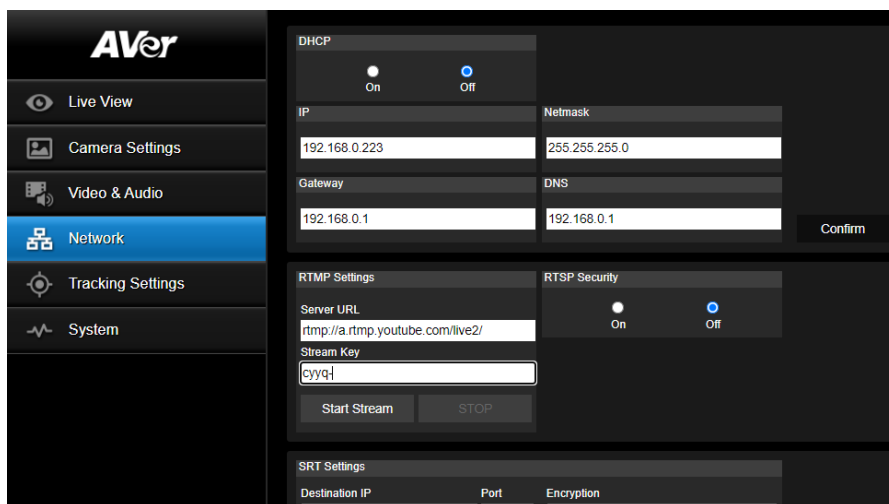 AVer
Live View
Camera Settings
Video & Audio
Network
Tracking Settings
System
DHCP
On Off
IP Netmask
192.168.0.223 255.255.255.0
Gateway DNS
192.168.0.1 192.168.0.1
Confirm
RTMP Settings RTSP Security
Server URL
On Off
rtmp://a.rtmp.youtube.com/live2/
Stream Key
cyyq-
Start Stream STOP
SRT Settings
Destination IP Port Encryption